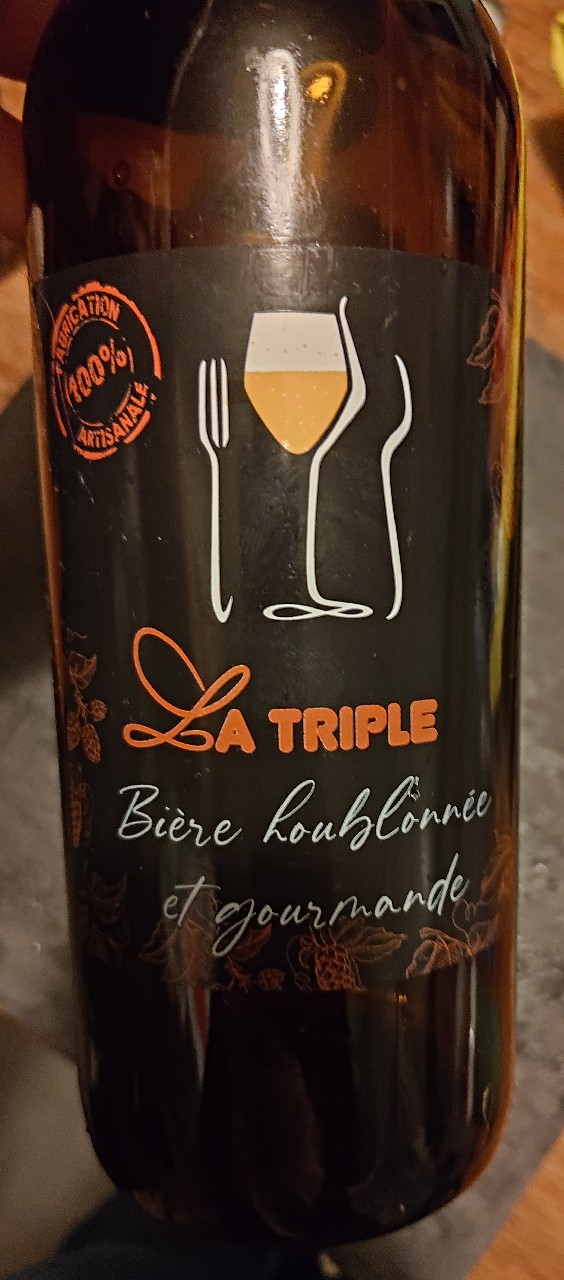 FABRICATION
100%
ARTISANALE
LA TRIPLE
Bière houblonnée
et gourmande